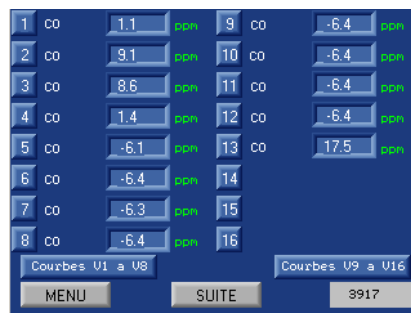 1 CO 1.1 ppm 9 CO -6.4 ppm
2 CO 9.1 ppm 10 CO -6.4 ppm
3 CO 8.6 ppm 11 CO -6.4 ppm
4 CO 1.4 ppm 12 CO -6.4 ppm
5 CO -6.1 ppm 13 CO 17.5 ppm
6 CO -6.4 ppm 14
7 CO -6.3 ppm 15
8 CO -6.4 ppm 16
Courbes V1 a V8 Courbes V9 a V16
MENU SUITE 3917